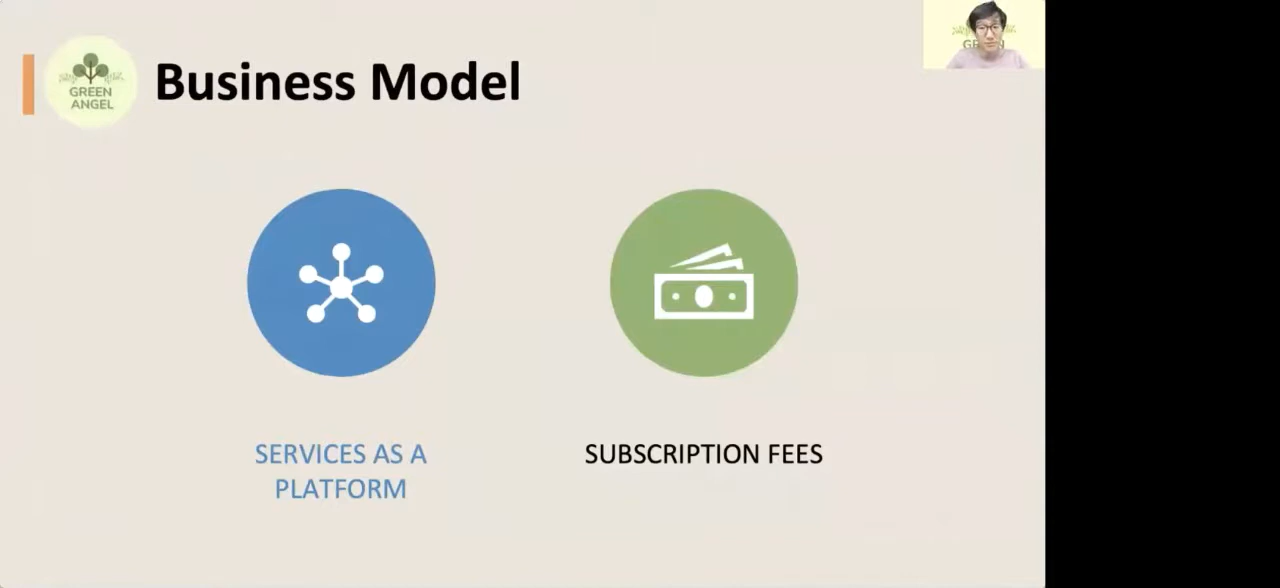 GREEN
ANGEL
Business Model
SERVICES AS A
PLATFORM
SUBSCRIPTION FEES